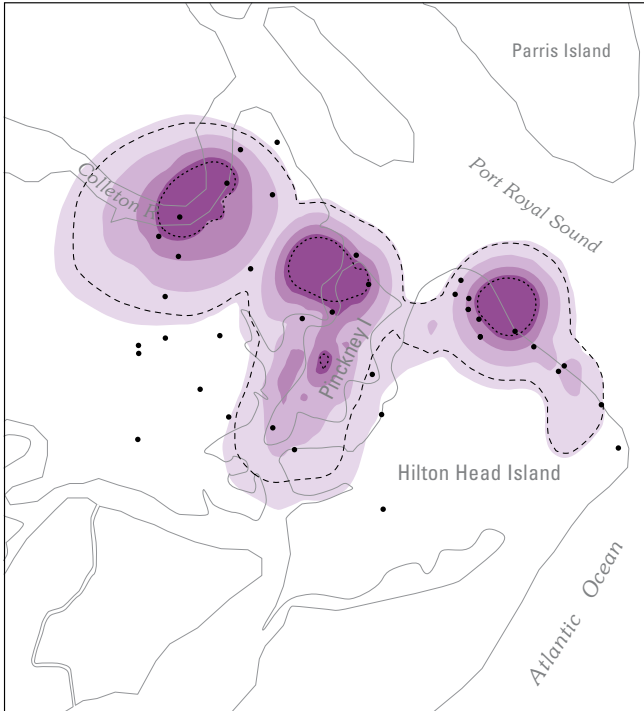 Parris Island
Port Royal Sound
Colleton R
Pinckney I
Hilton Head Island
Atlantic Ocean